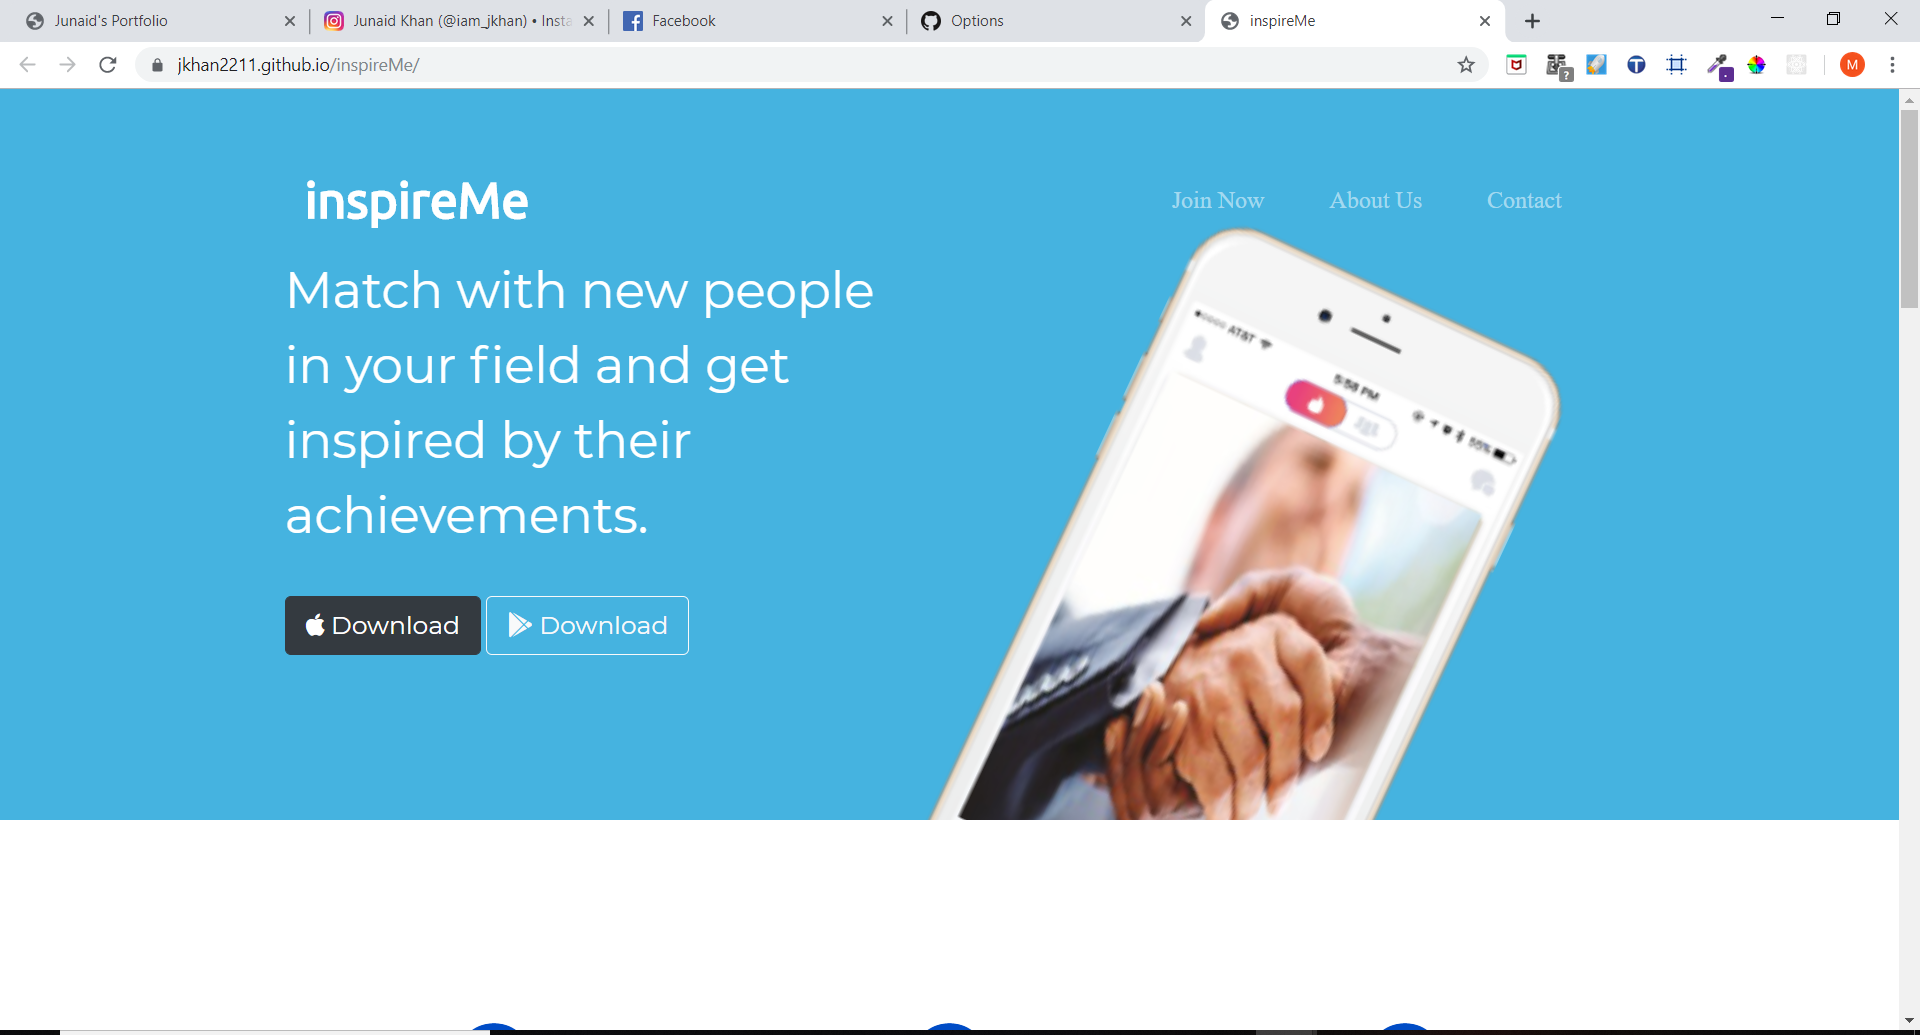 Junaid's Portfolio
Junaid Khan (@iam_jkhan) • Insta
Facebook
Options
inspireMe
jkhan2211.github.io/inspireMe/
?
M
inspireMe
Join Now
About Us
Contact
Match with new people
in your field and get
inspired by their
achievements.
AT&T
5:58 PM
55%
Download
Download